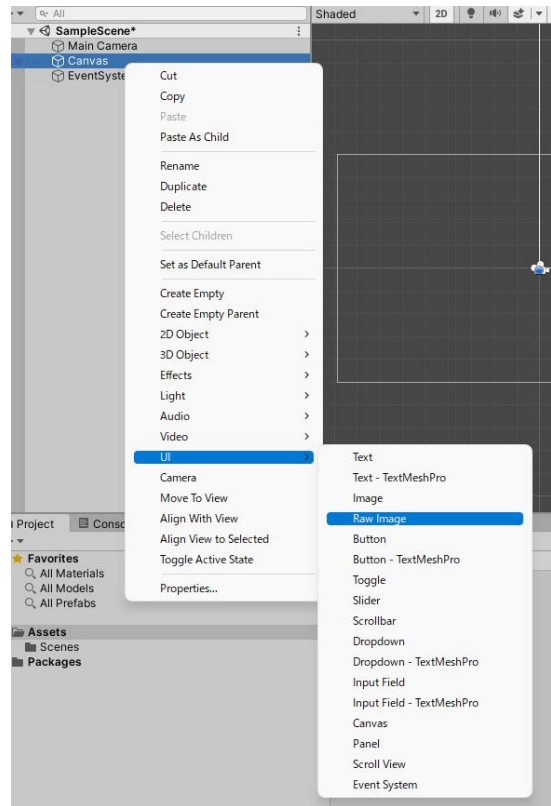 All
Shaded
2D
SampleScene*
Main Camera
Canvas
EventSyste
Cut
Copy
Paste
Paste As Child
Rename
Duplicate
Delete
Select Children
Set as Default Parent
Create Empty
Create Empty Parent
2D Object
3D Object
Effects
Light
Audio
Video
UI
Camera
Move To View
Align With View
Align View to Selected
Toggle Active State
Properties...
Text
Text - TextMeshPro
Image
Raw Image
Button
Button - TextMeshPro
Toggle
Slider
Scrollbar
Dropdown
Dropdown - TextMeshPro
Input Field
Input Field - TextMeshPro
Canvas
Panel
Scroll View
Event System
Project
Consc
Favorites
All Materials
All Models
All Prefabs
Assets
Scenes
Packages